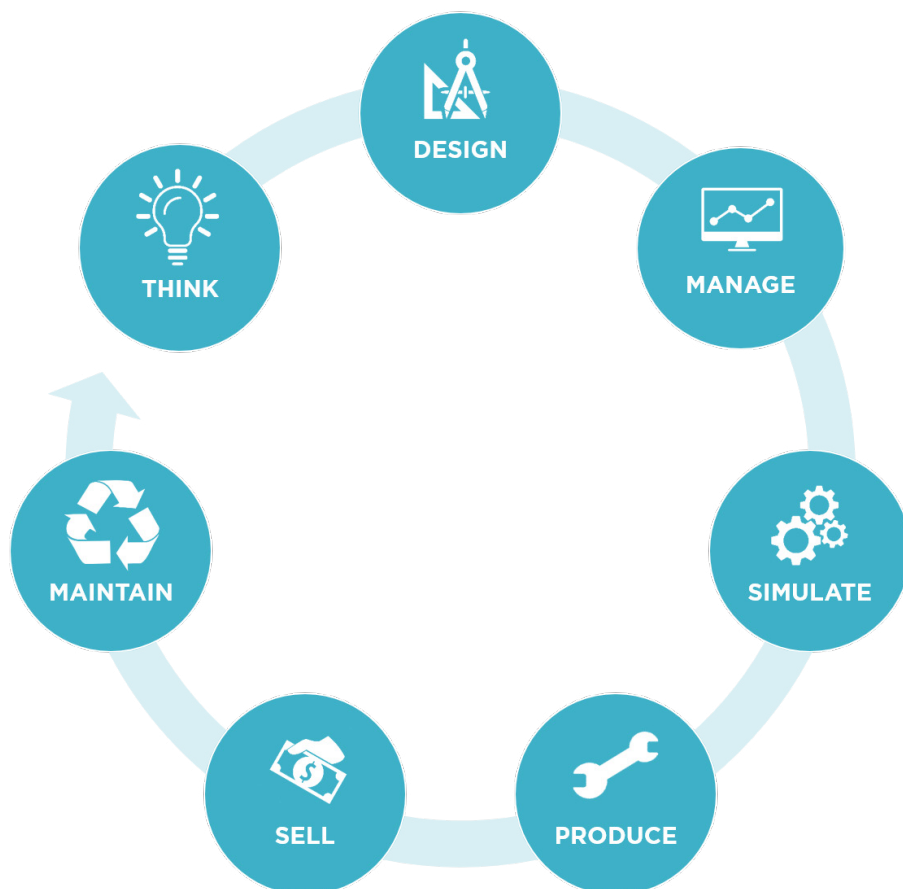 DESIGN
THINK
MANAGE
MAINTAIN
SIMULATE
SELL
PRODUCE
$